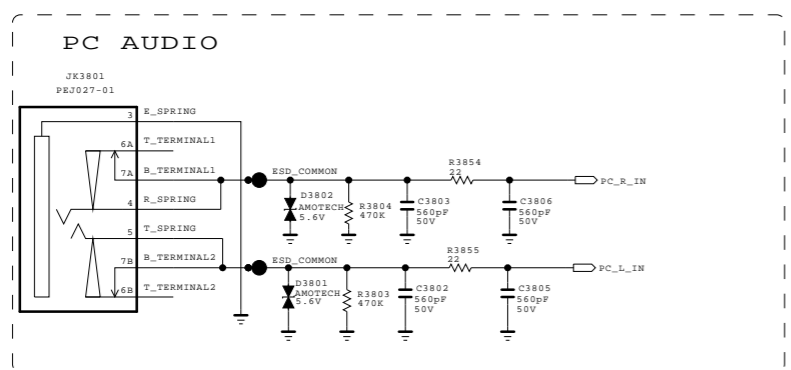 PC AUDIO
JK3801
PEJ027-01
3 E_SPRING
6A T_TERMINAL1
7A B_TERMINAL1
4 R_SPRING
5 T_SPRING
7B B_TERMINAL2
6B T_TERMINAL2
ESD_COMMON
D3802
AMOTECH
5.6V
R3804
470K
C3803
560pF
50V
R3854
22
C3806
560pF
50V
PC_R_IN
ESD_COMMON
D3801
AMOTECH
5.6V
R3803
470K
C3802
560pF
50V
R3855
22
C3805
560pF
50V
PC_L_IN